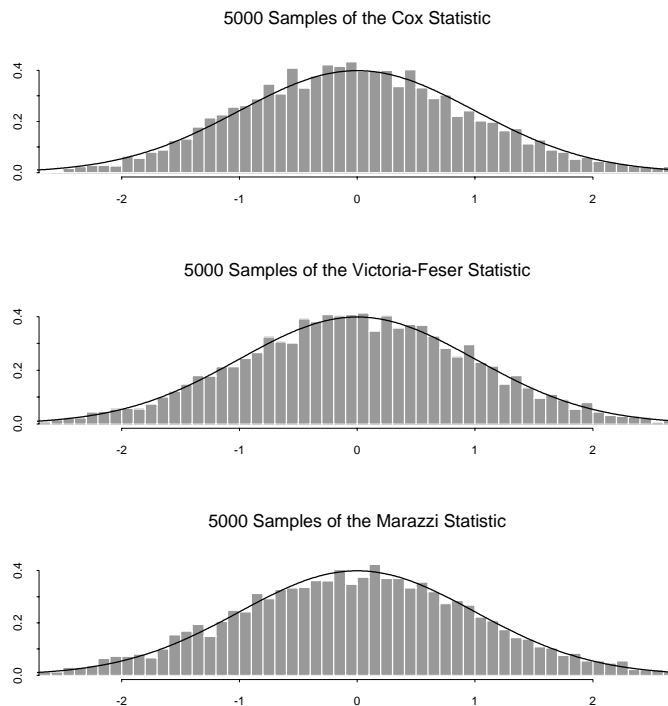 5000 Samples of the Cox Statistic
0.4
0.2
0.0
-2 -1 0 1 2
5000 Samples of the Victoria-Feser Statistic
0.4
0.2
0.0
-2 -1 0 1 2
5000 Samples of the Marazzi Statistic
0.4
0.2
0.0
-2 -1 0 1 2